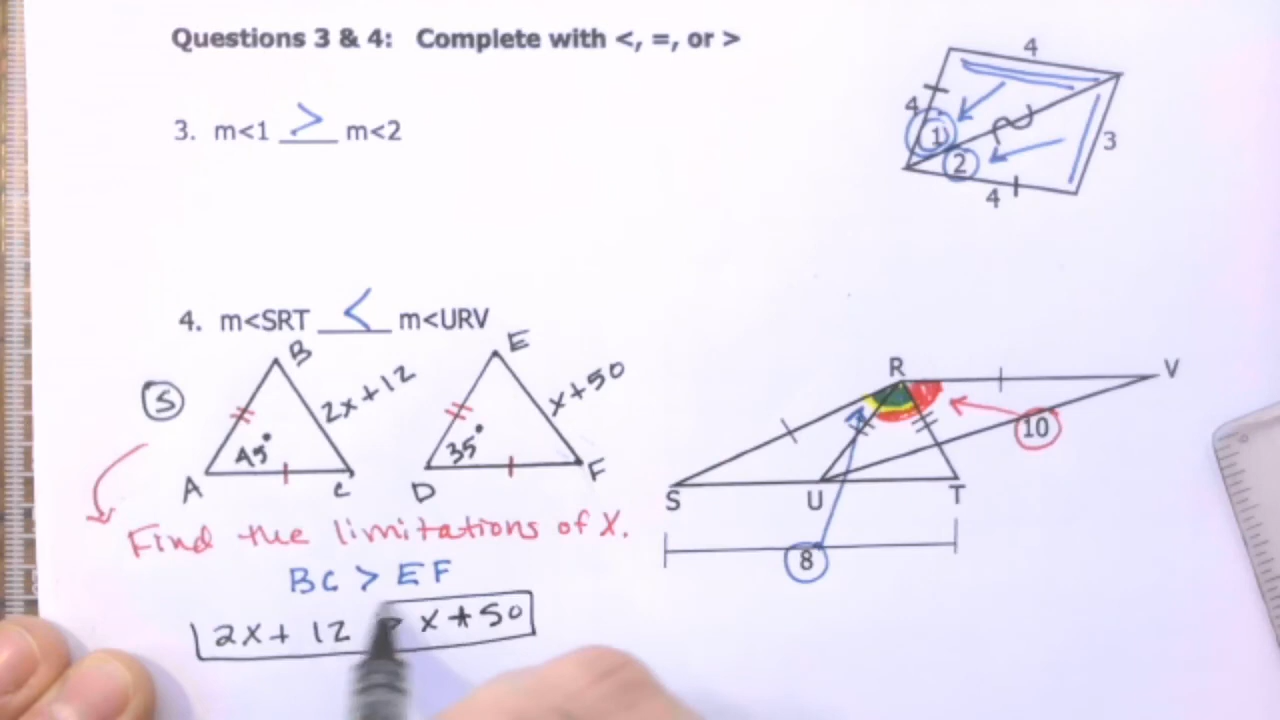 Questions 3 & 4: Complete with <, =, or >
4
4
1
2
3
4
3. m<1 > m<2
4. m<SRT < m<URV
5
B
2x+12
45°
A
C
E
x+50
35°
D
F
R
V
10
S
U
T
8
Find the limitations of X.
BC > EF
2x+ 12 > x+50